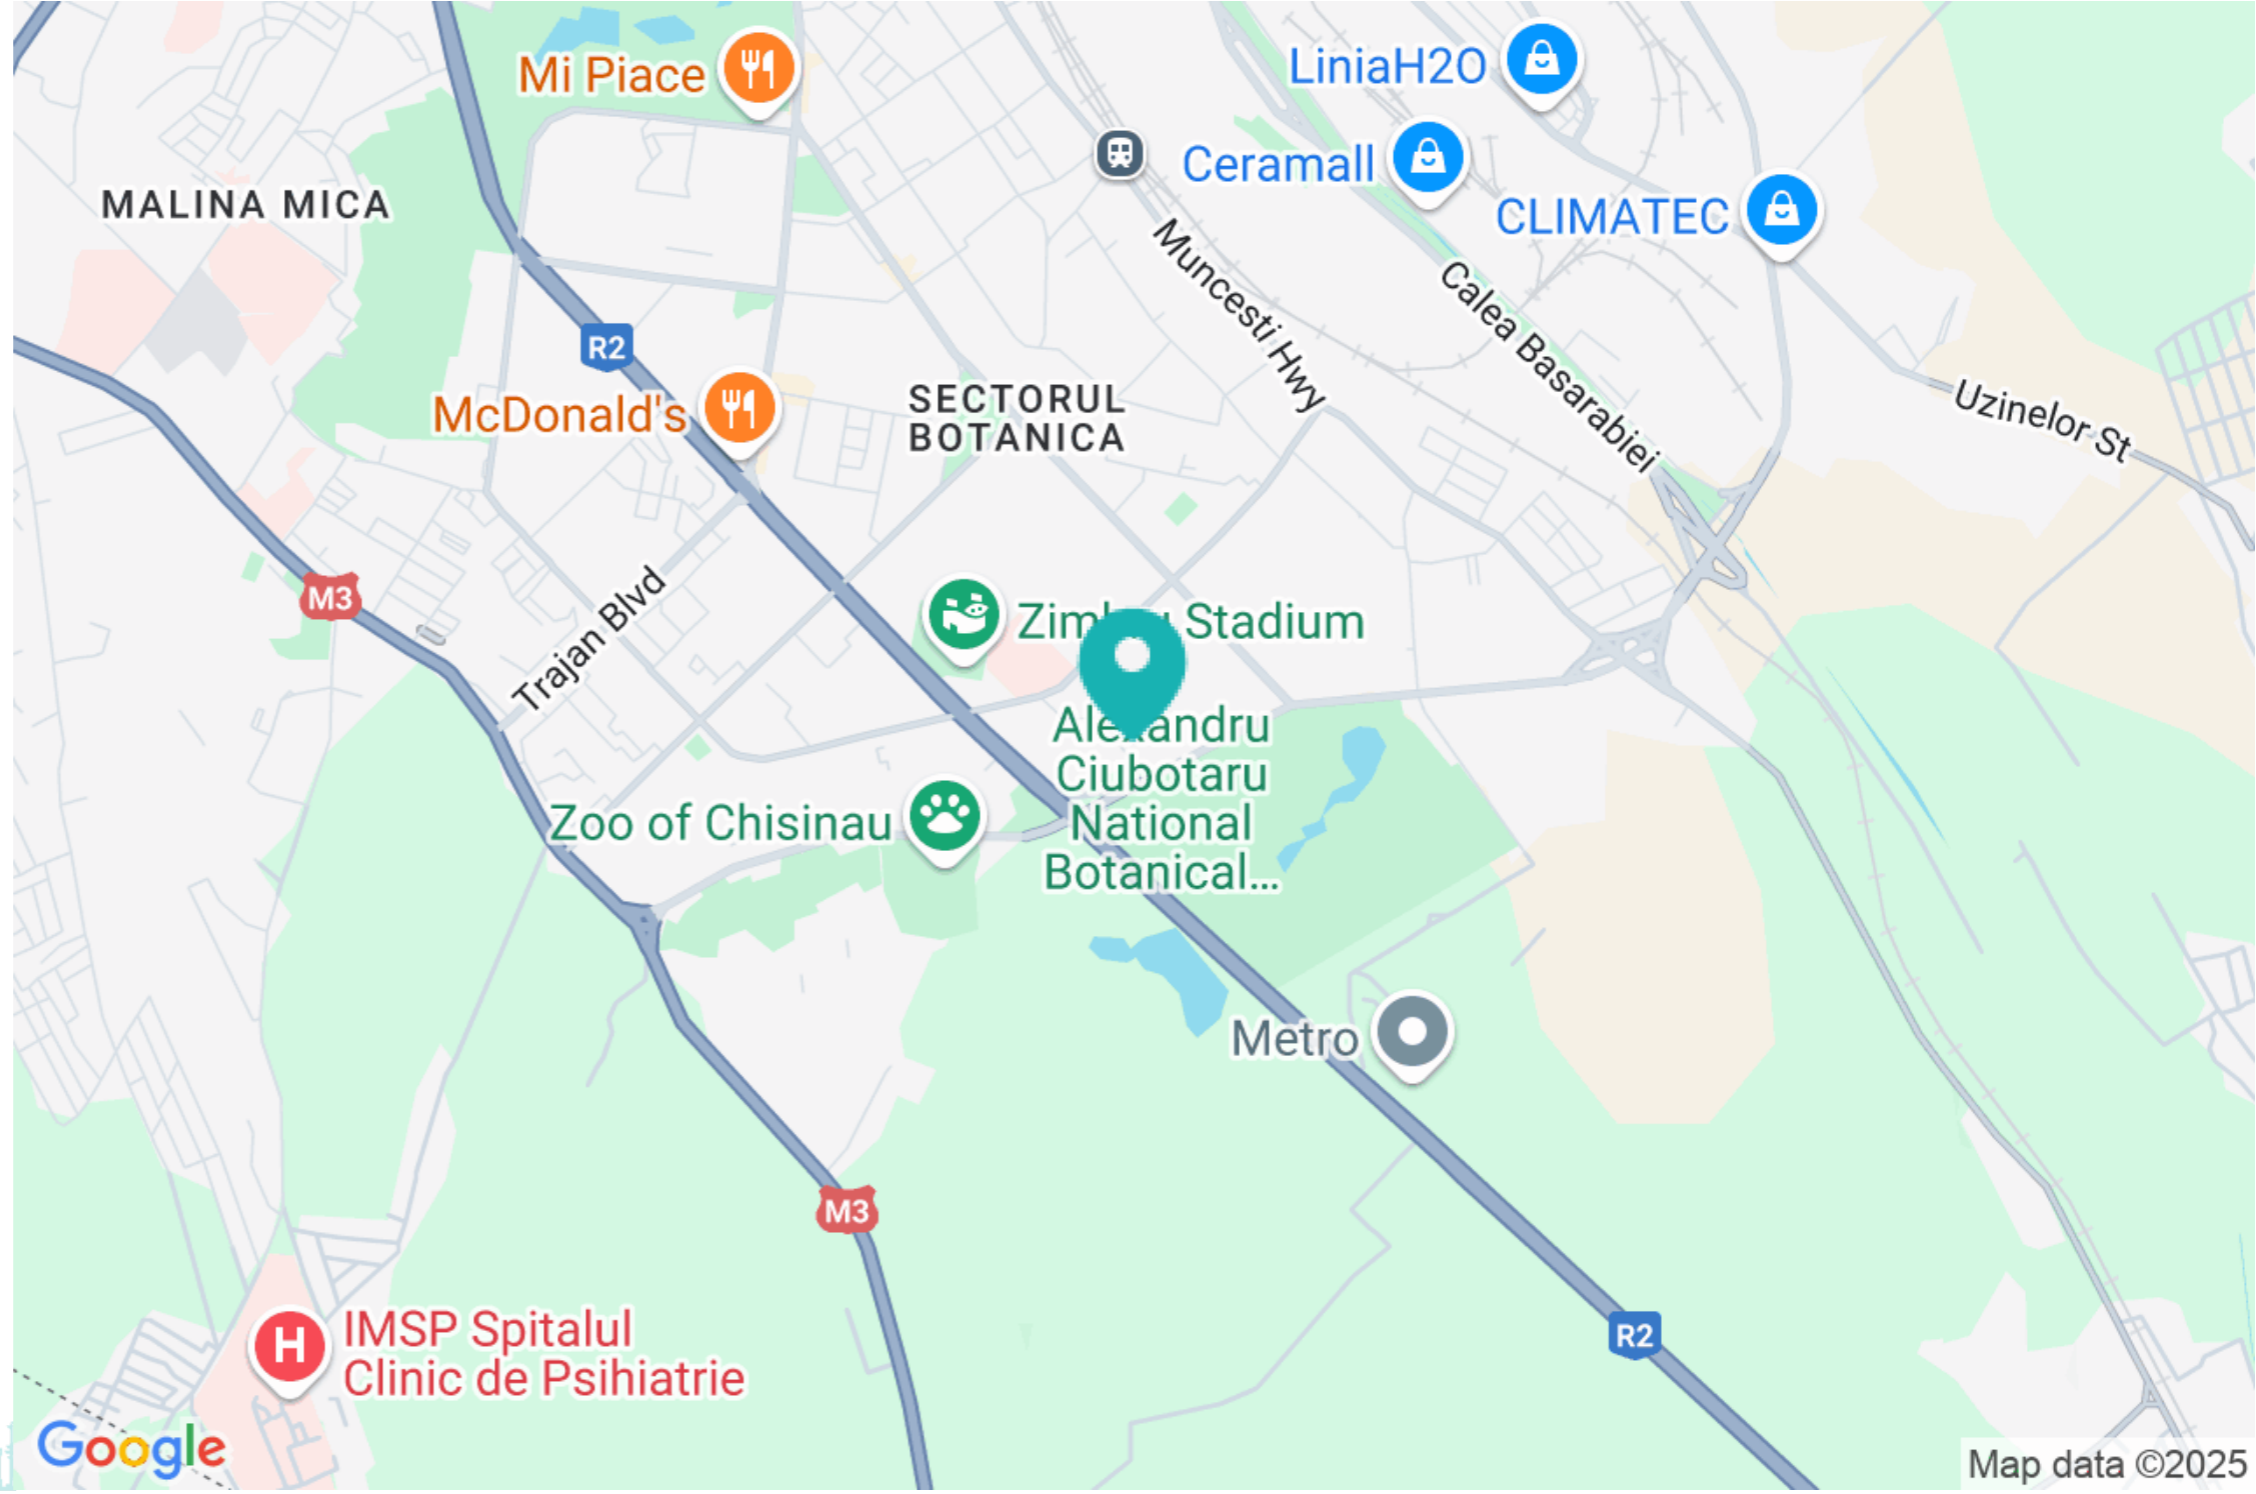 Mi Piace
LiniaH2O
Ceramall
MALINA MICA
CLIMATEC
Muncesti Hwy
Calea Basarabiei
R2
McDonald's
SECTORUL
BOTANICA
Uzinelor St
M3
Trajan Blvd
Stadium
Ciubotaru
National
Botanical...
Zoo of Chisinau
Metro
M3
R2
H
IMSP Spitalul
Clinic de Psihiatrie
Google
Map data ©2025